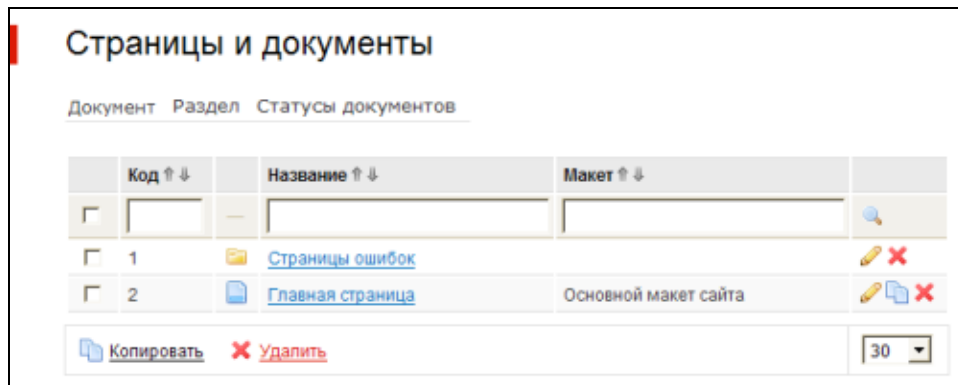 Страницы и документы
Документ Раздел Статусы документов
Код ⇑ ⇓ Название ⇑ ⇓ Макет ⇑ ⇓
1 Страницы ошибок
2 Главная страница Основной макет сайта
Копировать Удалить 30